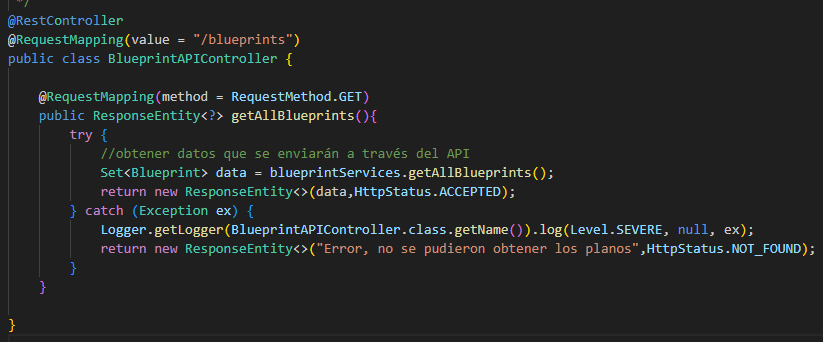 */
@RestController
@RequestMapping(value = "/blueprints")
public class BlueprintAPIController {
@RequestMapping(method = RequestMethod.GET)
public ResponseEntity<?> getAllBlueprints(){
try {
//obtener datos que se enviarán a través del API
Set<Blueprint> data = blueprintServices.getAllBlueprints();
return new ResponseEntity<>(data,HttpStatus.ACCEPTED);
} catch (Exception ex) {
Logger.getLogger(BlueprintAPIController.class.getName()).log(Level.SEVERE, null, ex);
return new ResponseEntity<>("Error, no se pudieron obtener los planos",HttpStatus.NOT_FOUND);
}
}
}